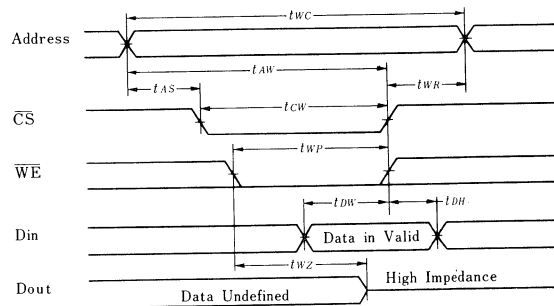 tWC
Address
tAW
tAS
tWR
CS
tCW
WE
tWP
tDW
tDH
Din
Data in Valid
tWZ
Dout
Data Undefined
High Impedance